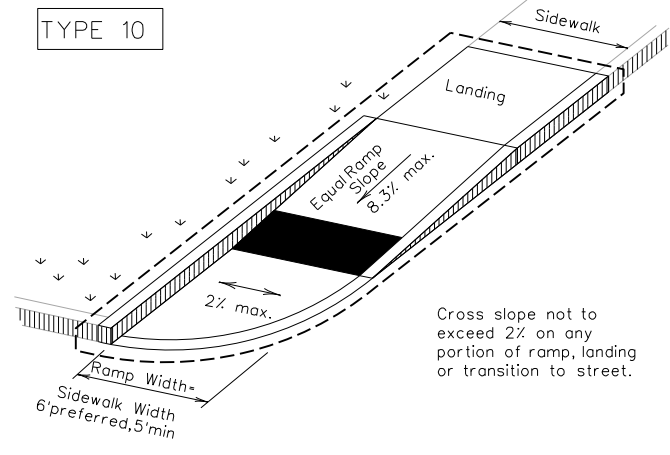 TYPE 10
Sidewalk
Landing
Equal Ramp
Slope
8.3% max.
2% max.
Cross slope not to
exceed 2% on any
portion of ramp, landing
or transition to street.
Ramp Width=
Sidewalk Width
6'preferred,5'min